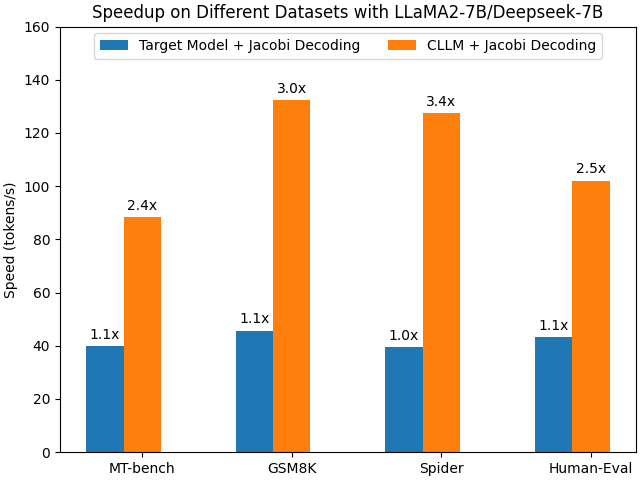 Speedup on Different Datasets with LLaMA2-7B/Deepseek-7B
Target Model + Jacobi Decoding
CLLM + Jacobi Decoding
Speed (tokens/s)
160
140
120
100
80
60
40
20
0
1.1x
2.4x
1.1x
3.0x
1.0x
3.4x
1.1x
2.5x
MT-bench
GSM8K
Spider
Human-Eval